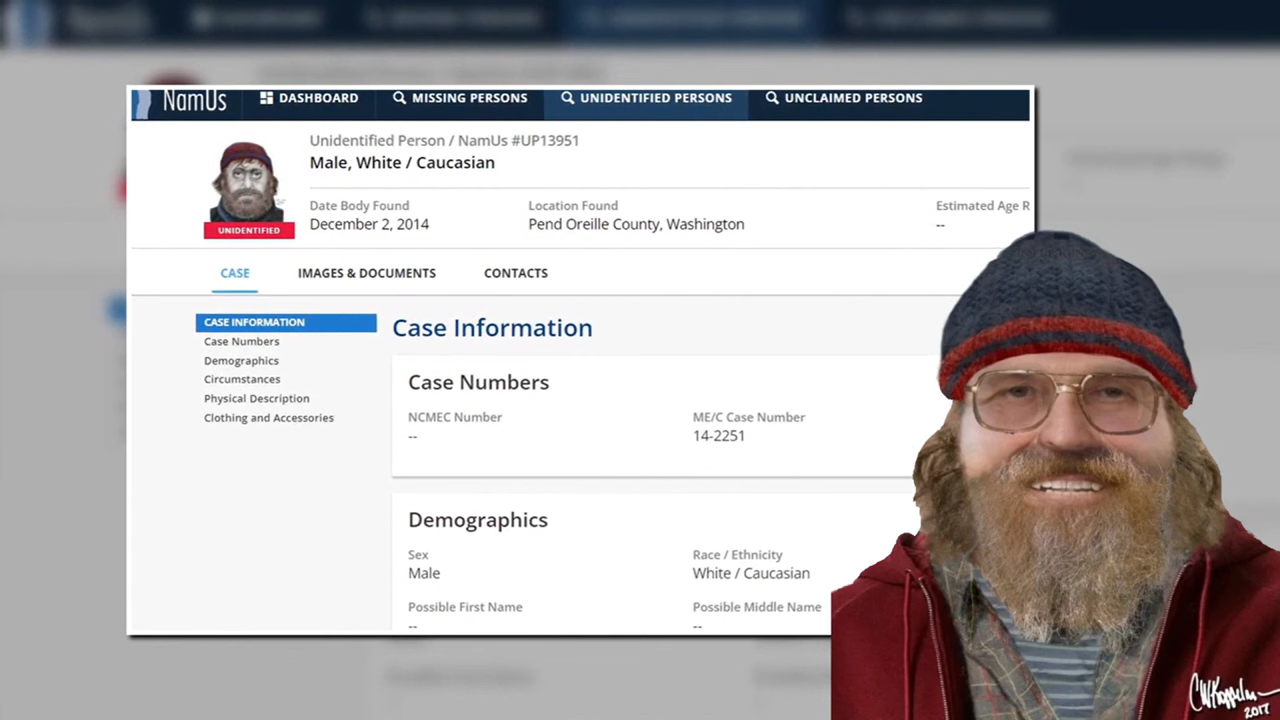 NamUs
DASHBOARD
MISSING PERSONS
UNIDENTIFIED PERSONS
UNCLAIMED PERSONS
Unidentified Person / NamUs #UP13951
Male, White / Caucasian
Date Body Found
Location Found
Estimated Age R
December 2, 2014
Pend Oreille County, Washington
--
UNIDENTIFIED
CASE
IMAGES & DOCUMENTS
CONTACTS
CASE INFORMATION
Case Numbers
Demographics
Circumstances
Physical Description
Clothing and Accessories
Case Information
Case Numbers
NCMEC Number
ME/C Case Number
--
14-2251
Demographics
Sex
Race / Ethnicity
Male
White / Caucasian
Possible First Name
Possible Middle Name
--
--
2017